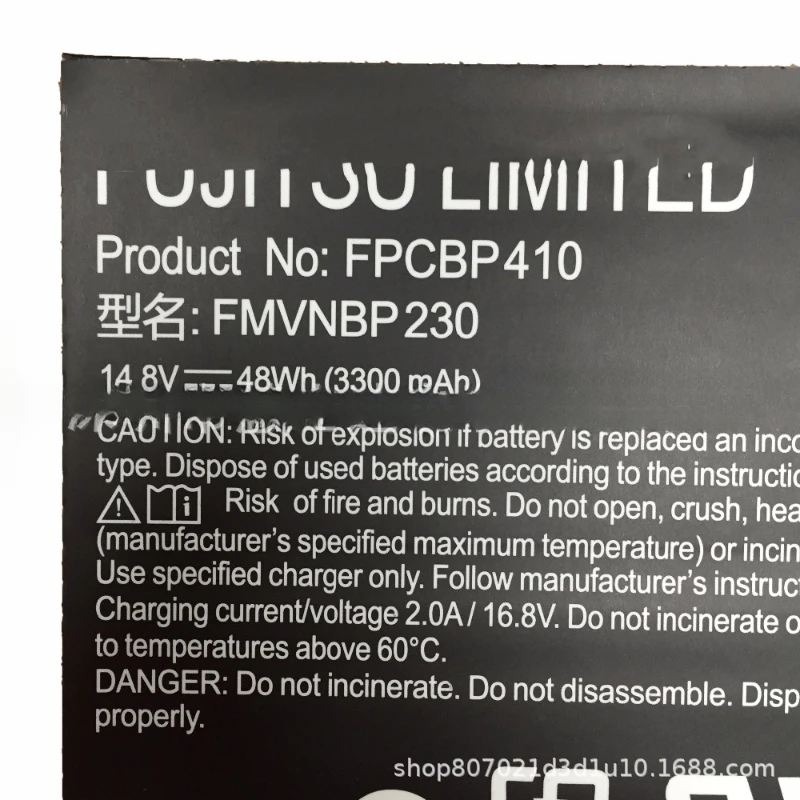 FUJITSU LIMITED
Product No: FPCBP410
型名: FMVNBP230
14 8V 48Wh (3300 mAh)
CAUTION: Risk of explosion if battery is replaced an inco
type. Dispose of used batteries according to the instructio
Risk of fire and burns. Do not open, crush, hea
(manufacturer's specified maximum temperature) or incin
Use specified charger only. Follow manufacturer's instruct
Charging current/voltage 2.0A / 16.8V. Do not incinerate o
to temperatures above 60°C.
DANGER: Do not incinerate. Do not disassemble. Disp
properly.
shop807021d3d1u10.1688.com